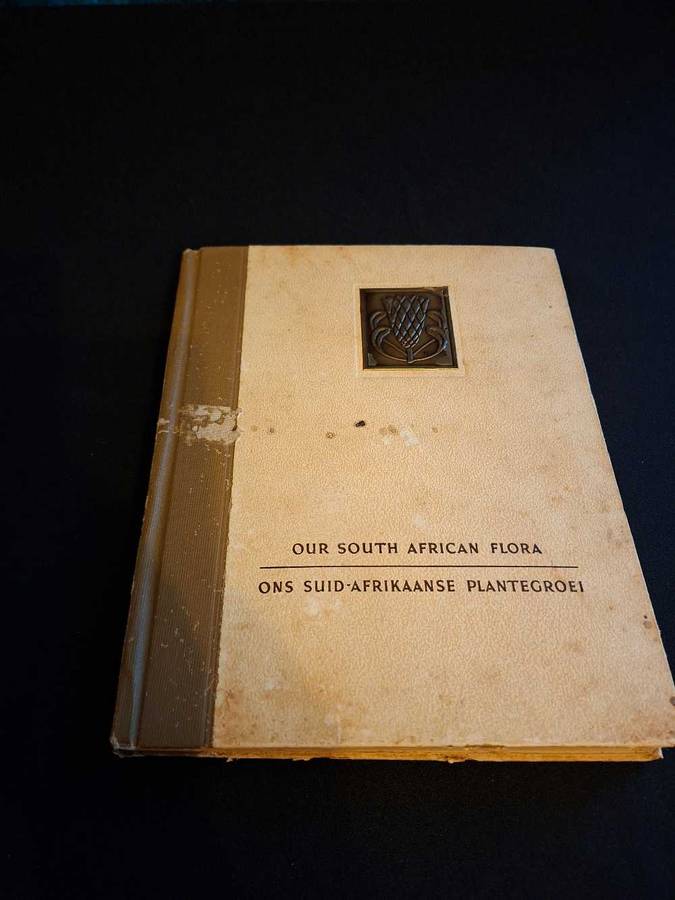 OUR SOUTH AFRICAN FLORA
ONS SUID-AFRIKAANSE PLANTEGROEI